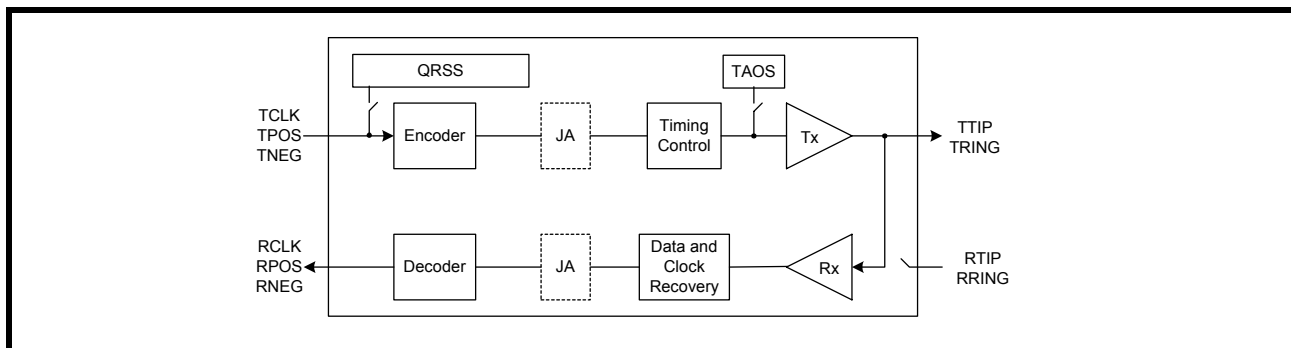 QRSS
TAOS
TCLK
TPOS
TNEG
Encoder
JA
Timing
Control
Tx
TTIP
TRING
RCLK
RPOS
RNEG
Decoder
JA
Data and
Clock
Recovery
Rx
RTIP
RRING